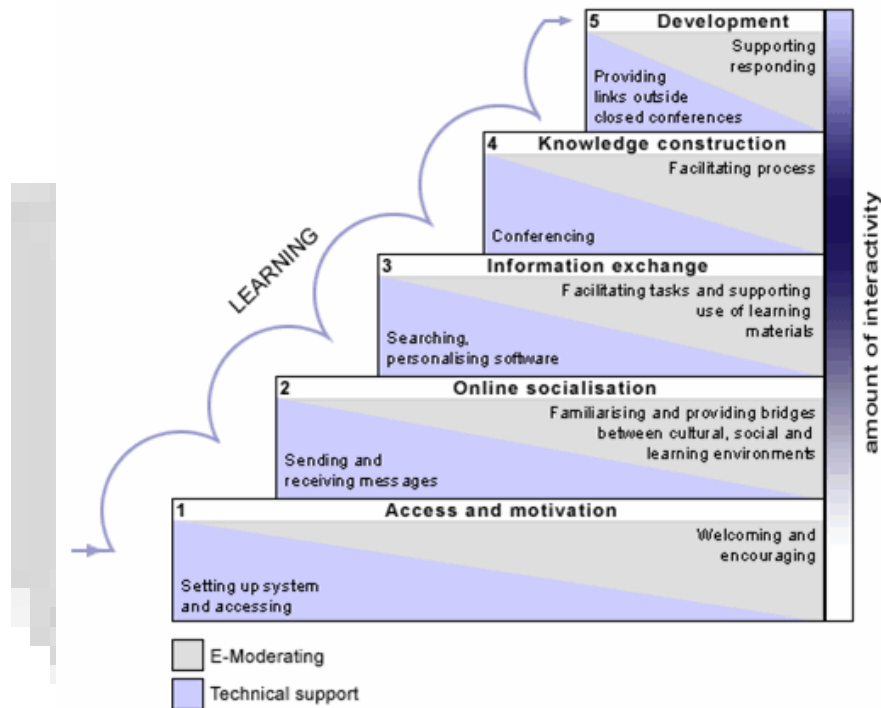 5 Development
Supporting
responding
Providing
links outside
closed conferences
4 Knowledge construction
Facilitating process
Conferencing
3 Information exchange
Facilitating tasks and supporting
use of learning
materials
Searching,
personalising software
2 Online socialisation
Familiarising and providing bridges
between cultural, social and
learning environments
Sending and
receiving messages
1 Access and motivation
Welcoming and
encouraging
Setting up system
and accessing
LEARNING
amount of interactivity
E-Moderating
Technical support